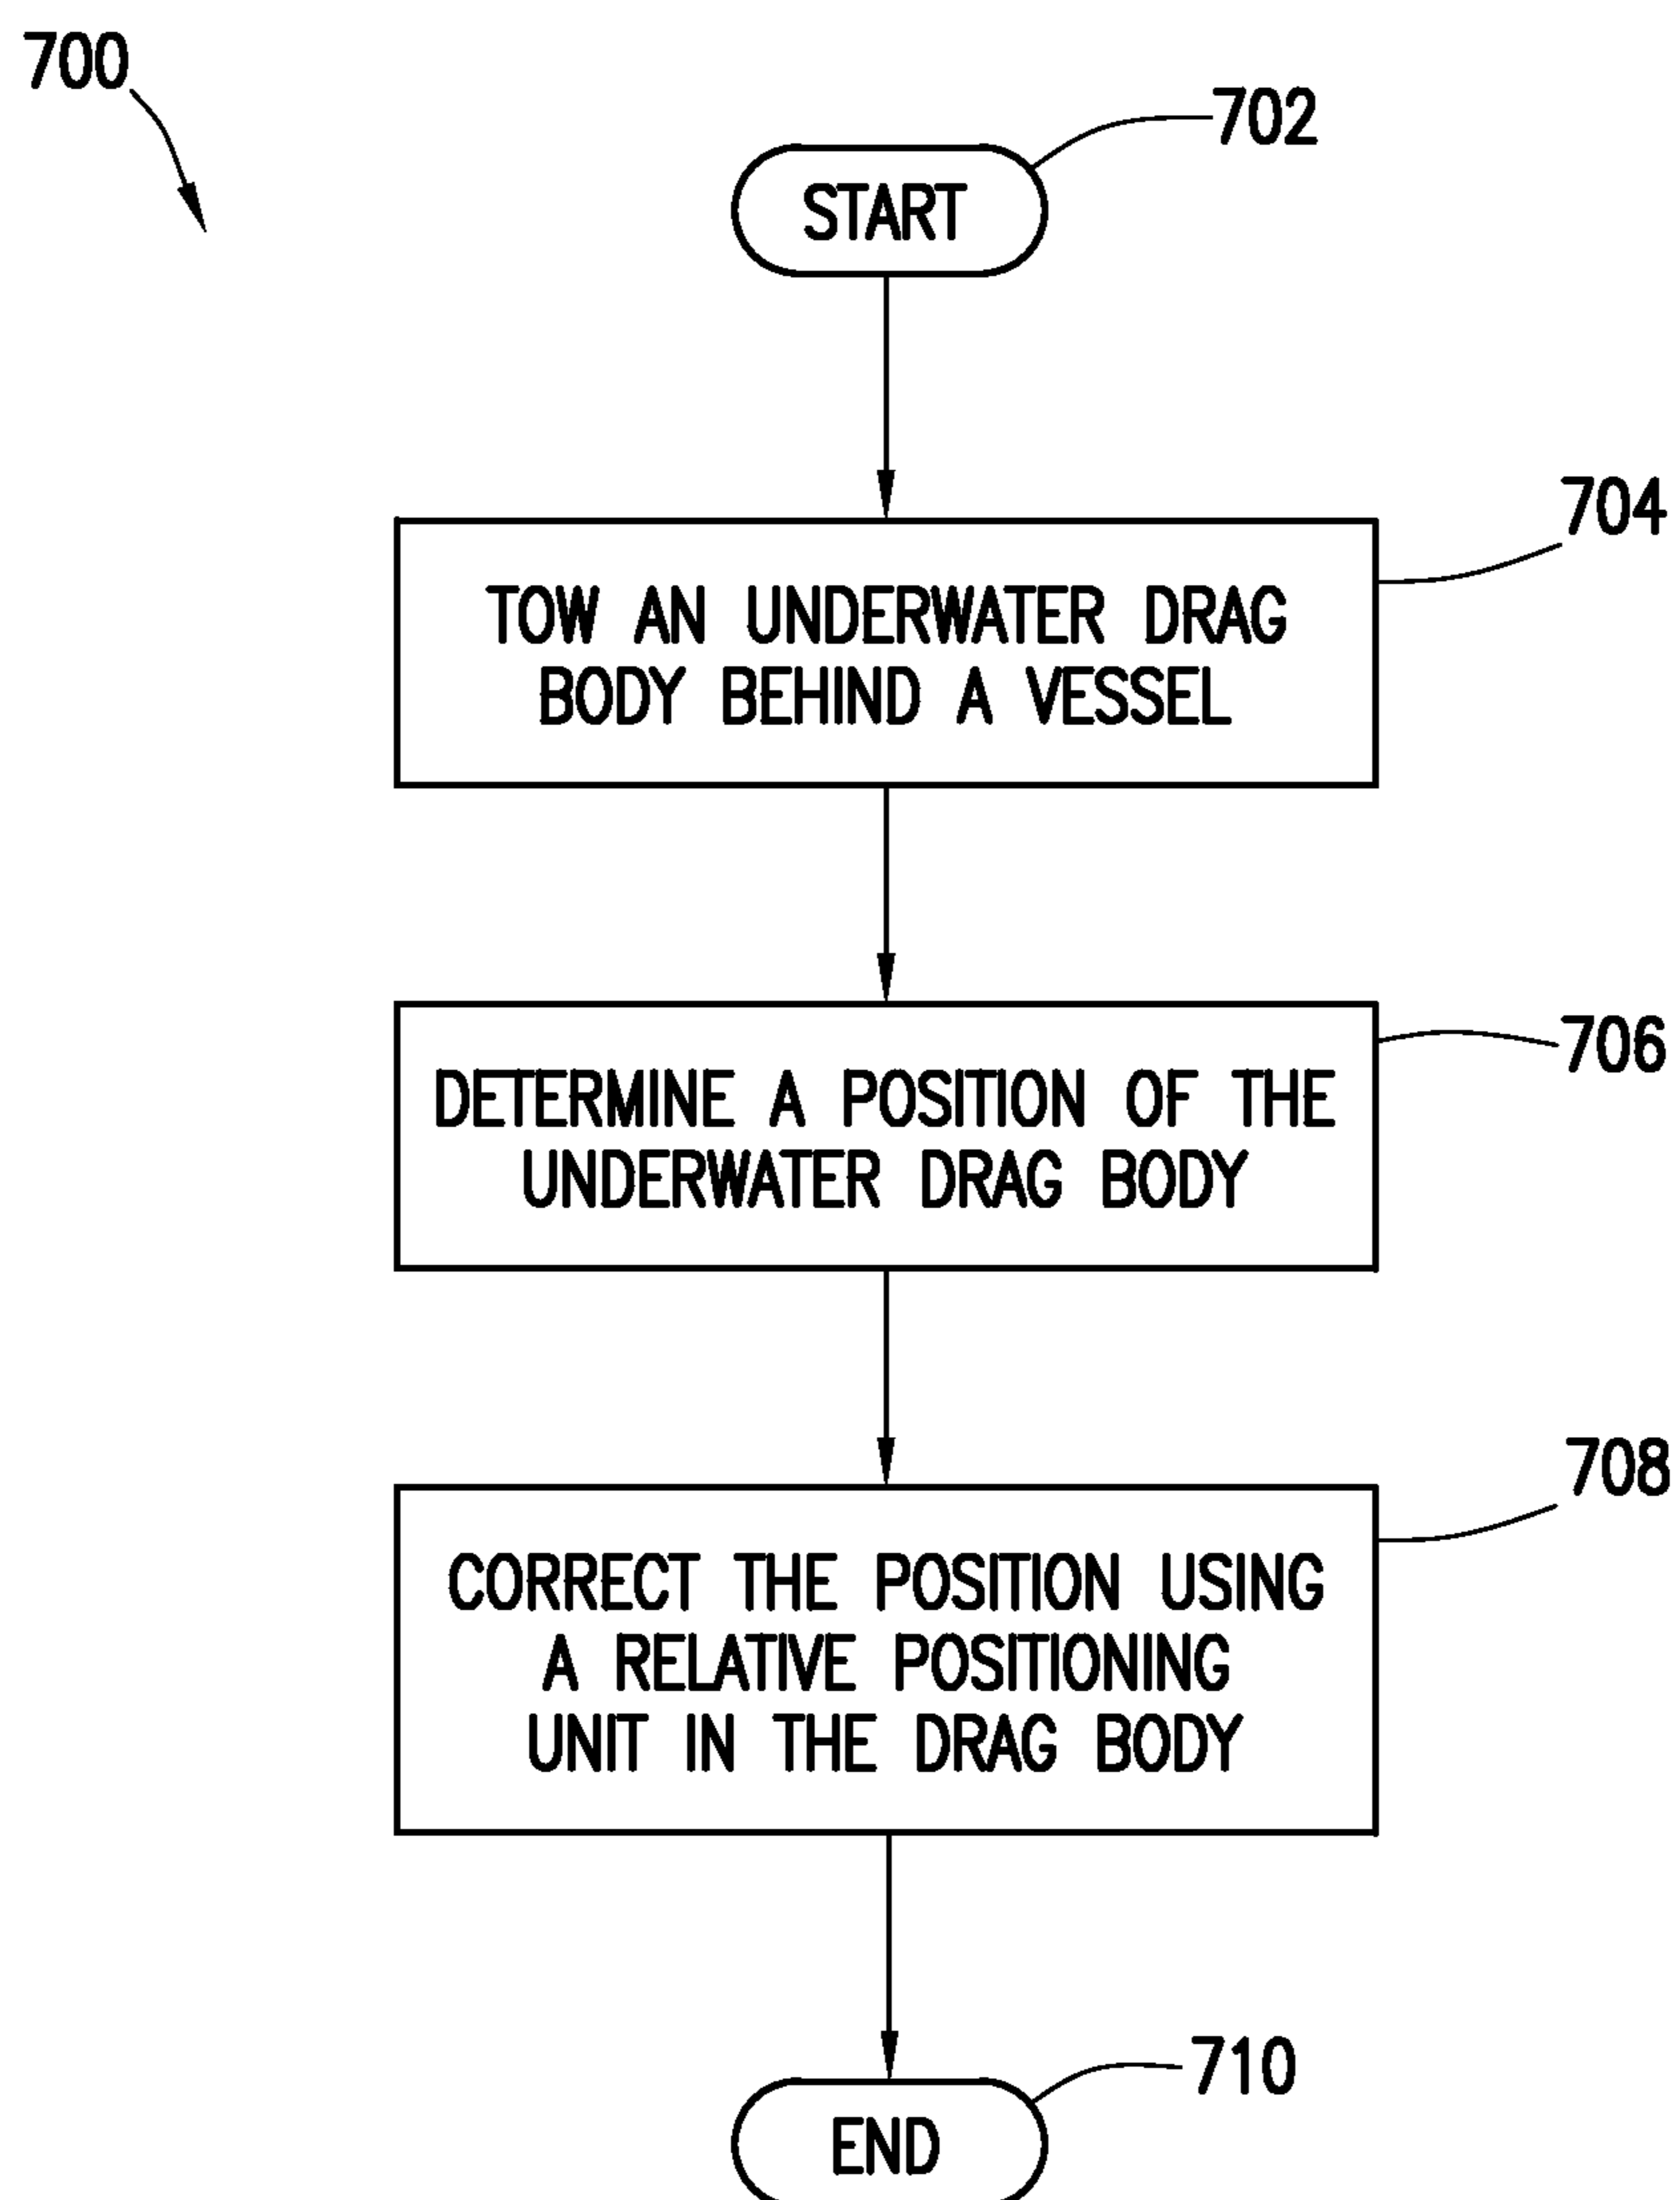 700
702
START
704
TOW AN UNDERWATER DRAG
BODY BEHIND A VESSEL
706
DETERMINE A POSITION OF THE
UNDERWATER DRAG BODY
708
CORRECT THE POSITION USING
A RELATIVE POSITIONING
UNIT IN THE DRAG BODY
710
END